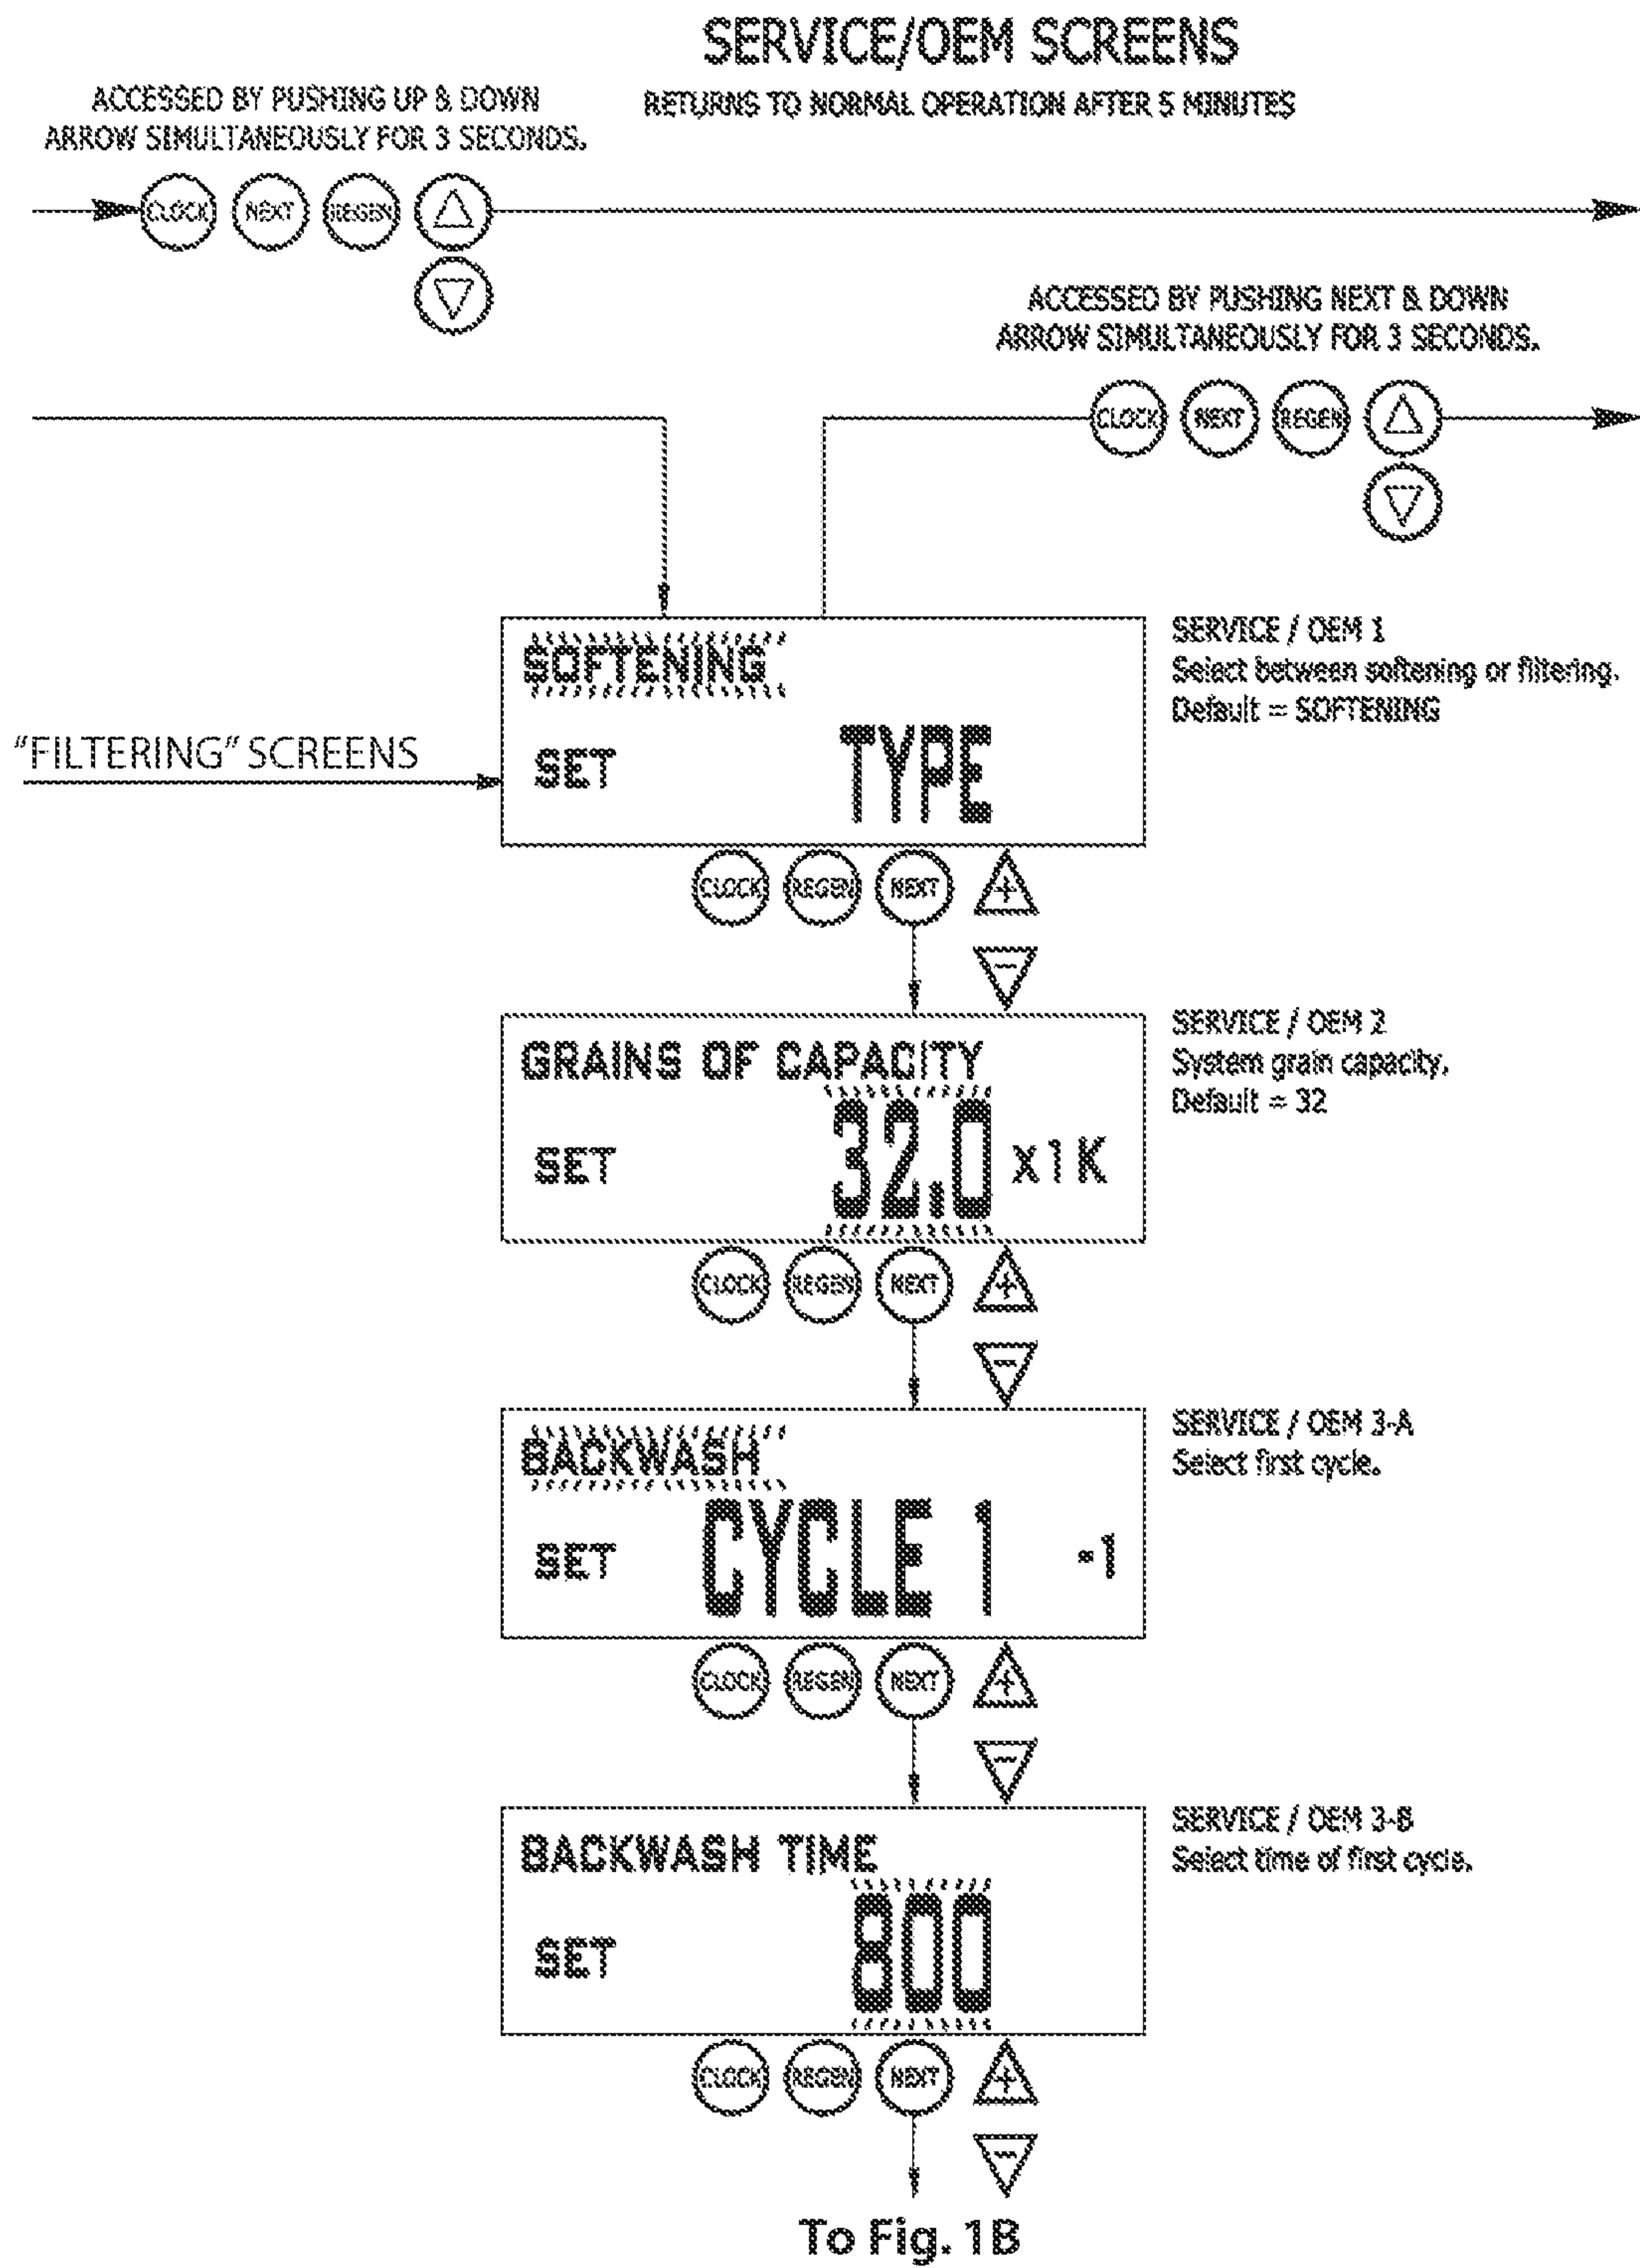 SERVICE/OEM SCREENS
ACCESSED BY PUSHING UP & DOWN
ARROW SIMULTANEOUSLY FOR 3 SECONDS.
RETURNS TO NORMAL OPERATION AFTER 5 MINUTES
CLOCK NEXT REGEN
ACCESSED BY PUSHING NEXT & DOWN
ARROW SIMULTANEOUSLY FOR 3 SECONDS.
CLOCK NEXT REGEN
SOFTENING
SET TYPE
SERVICE / OEM 1
Select between softening or filtering.
Default = SOFTENING
"FILTERING" SCREENS
CLOCK REGEN NEXT +
-
GRAINS OF CAPACITY
SET 32.0 x1K
SERVICE / OEM 2
System grain capacity.
Default = 32
CLOCK REGEN NEXT +
-
BACKWASH
SET CYCLE 1 -1
SERVICE / OEM 3-A
Select first cycle.
CLOCK REGEN NEXT +
-
BACKWASH TIME
SET 800
SERVICE / OEM 3-B
Select time of first cycle.
CLOCK REGEN NEXT +
-
To Fig. 1B